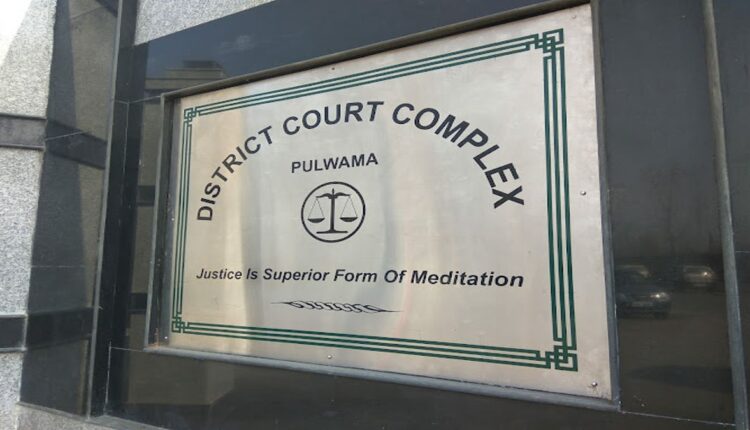 DISTRICT COURT COMPLEX
PULWAMA
Justice Is Superior Form Of Meditation